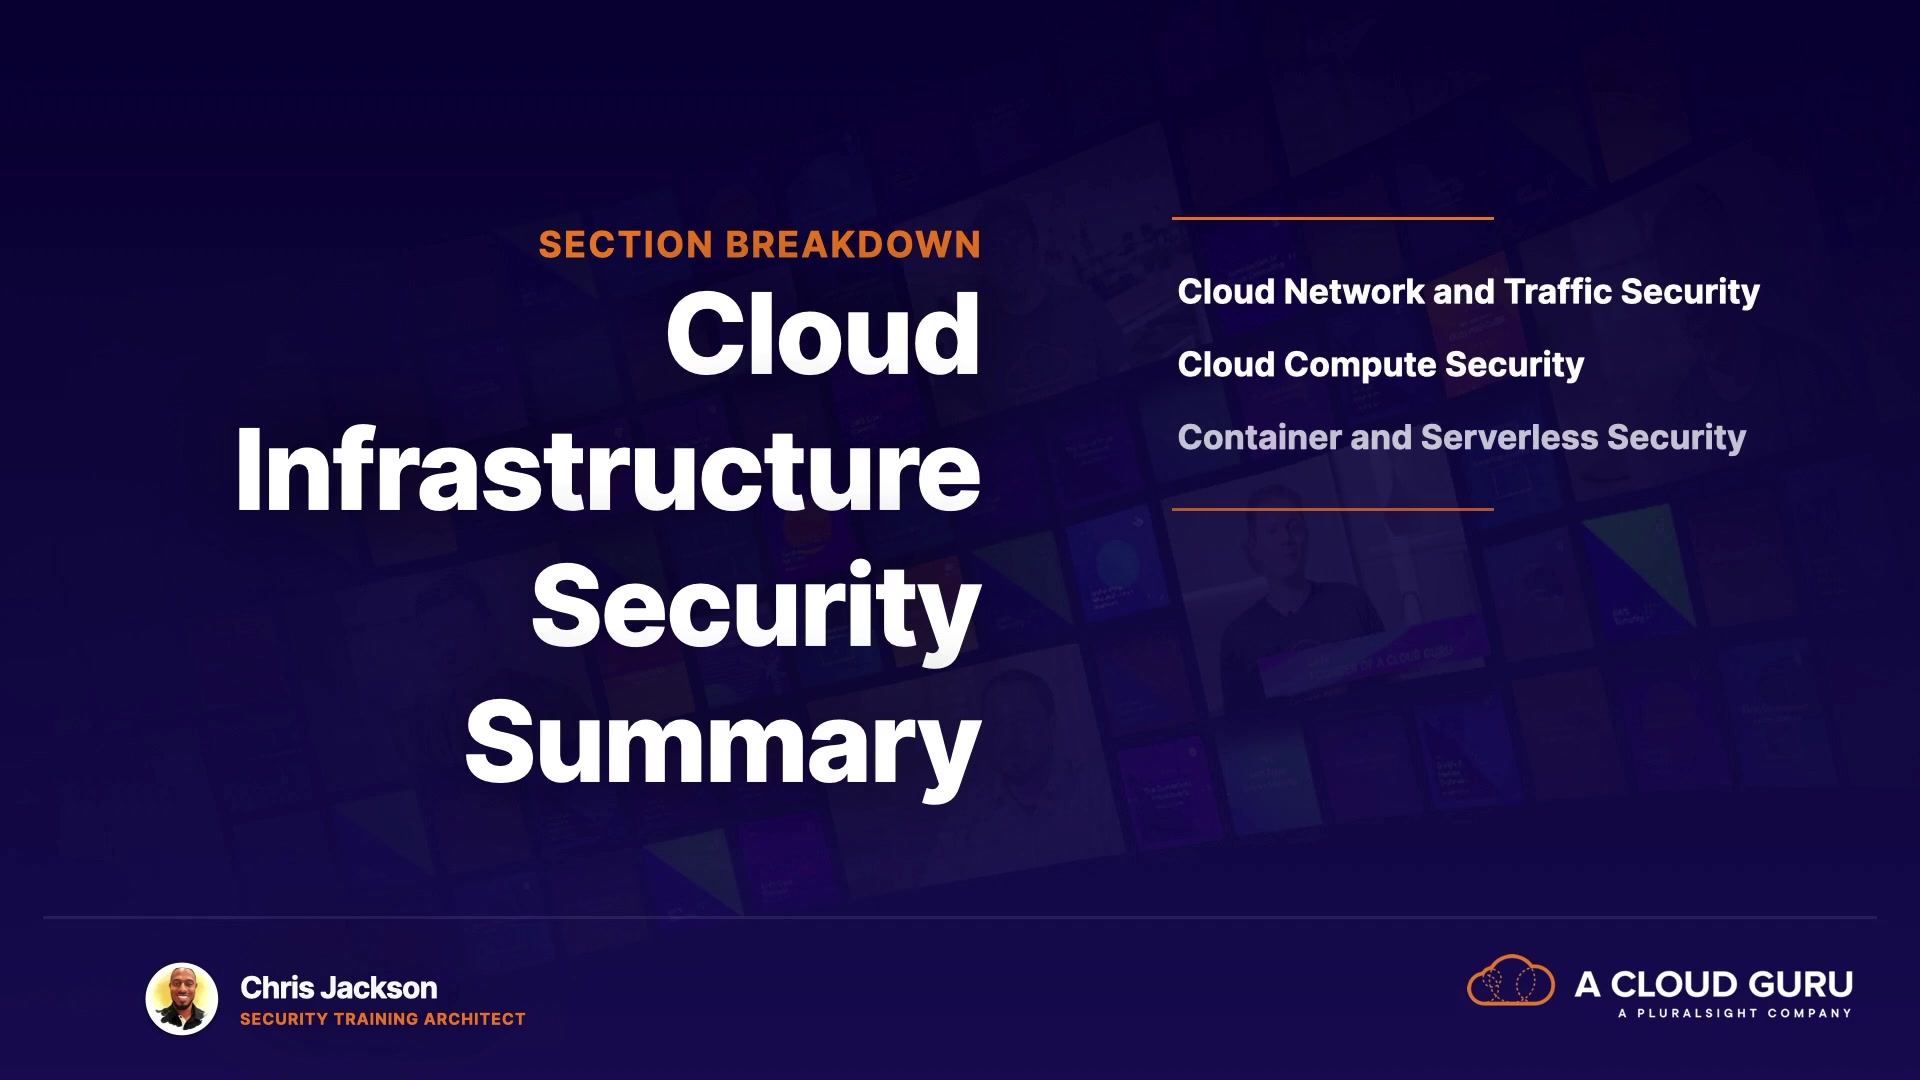 SECTION BREAKDOWN
Cloud
Infrastructure
Security
Summary
Cloud Network and Traffic Security
Cloud Compute Security
Container and Serverless Security
Chris Jackson
SECURITY TRAINING ARCHITECT
A CLOUD GURU
A PLURALSIGHT COMPANY